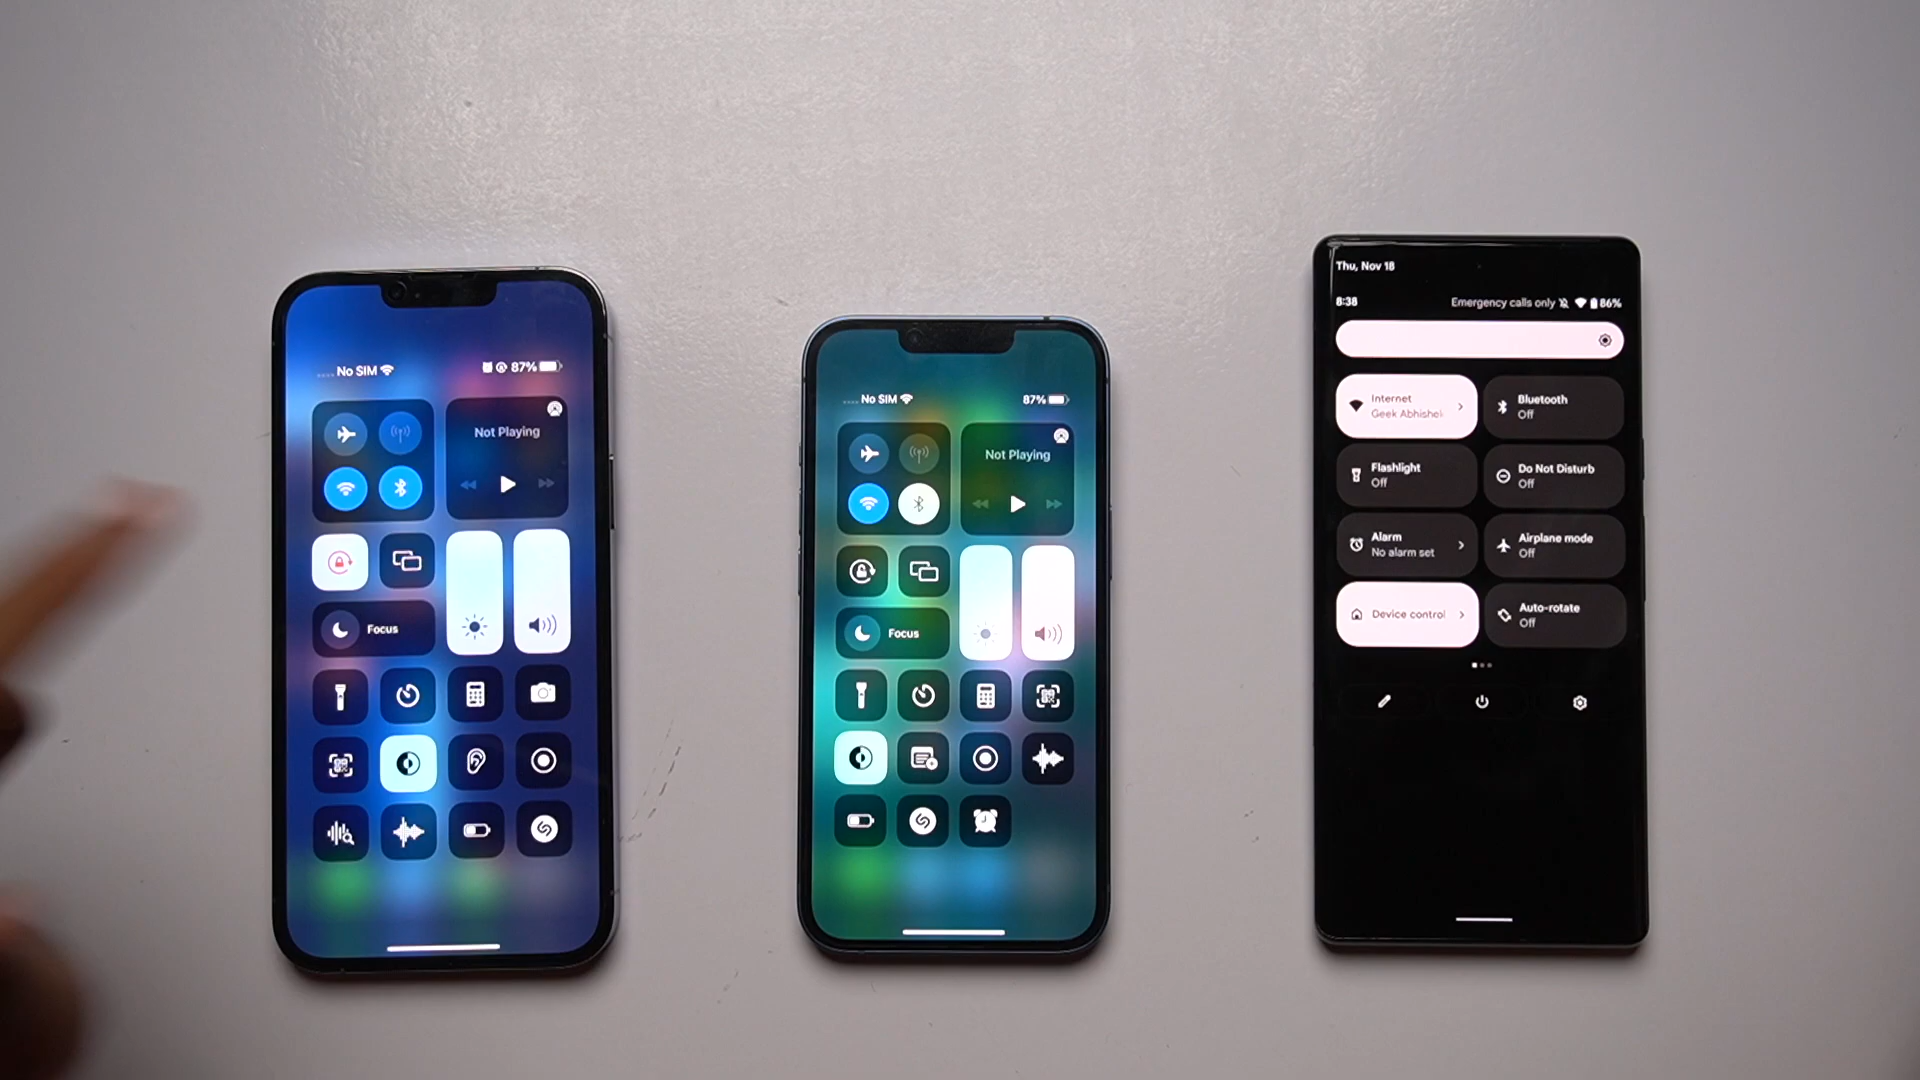 No SIM 87%
Not Playing
Focus
No SIM 87%
Not Playing
Focus
Thu, Nov 18
8:38 Emergency calls only 86%
Internet
Geek Abhishek
Bluetooth
Off
Flashlight
Off
Do Not Disturb
Off
Alarm
No alarm set
Airplane mode
Off
Device control
Auto-rotate
Off